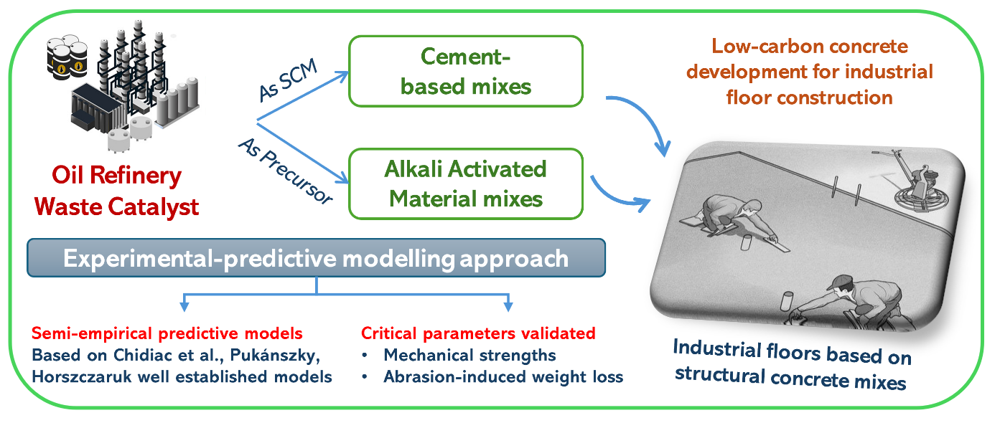 Oil Refinery
Waste Catalyst
As SCM
As Precursor
Cement-
based mixes
Alkali Activated
Material mixes
Low-carbon concrete
development for industrial
floor construction
Industrial floors based on
structural concrete mixes
Experimental-predictive modelling approach
Semi-empirical predictive models
Based on Chidiac et al., Pukánszky,
Horszczaruk well established models
Critical parameters validated
• Mechanical strengths
• Abrasion-induced weight loss